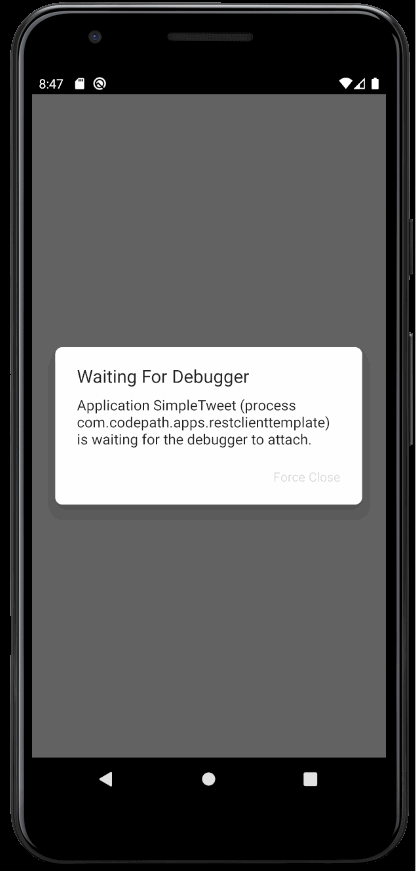 8:47
Waiting For Debugger
Application SimpleTweet (process
com.codepath.apps.restclienttemplate)
is waiting for the debugger to attach.
Force Close